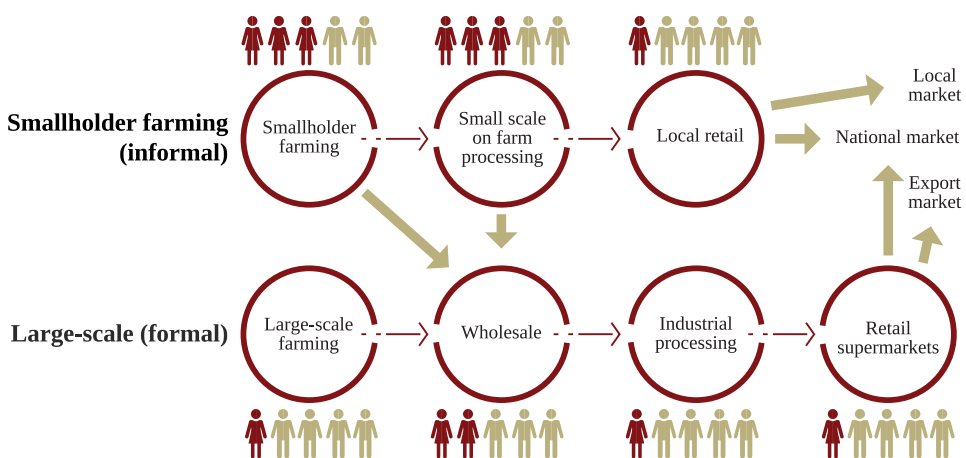 Smallholder farming
(informal)
Smallholder
farming
Small scale
on farm
processing
Local retail
Local
market
National market
Export
market
Large-scale (formal)
Large-scale
farming
Wholesale
Industrial
processing
Retail
supermarkets